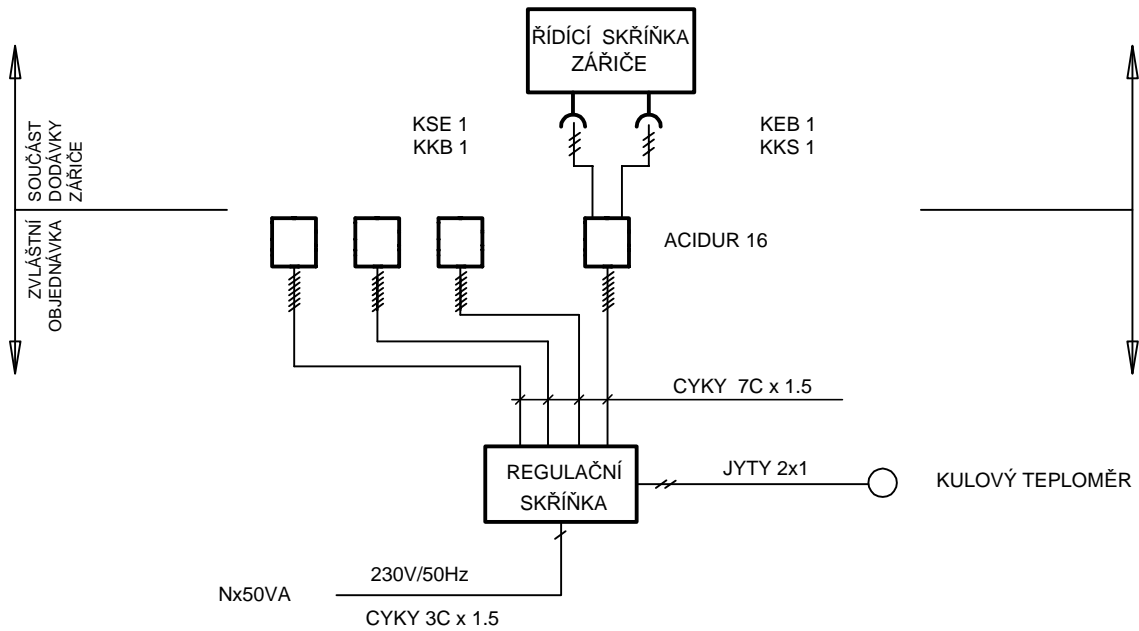 ŘÍDÍCÍ SKŘÍŇKA
ZÁŘIČE
KSE 1
KKB 1
KEB 1
KKS 1
SOUČÁST
DODÁVKY
ZÁŘIČE
ZVLÁŠTNÍ
OBJEDNÁVKA
ACIDUR 16
CYKY 7C x 1.5
REGULAČNÍ
SKŘÍŇKA
JYTY 2x1
KULOVÝ TEPLOMĚR
230V/50Hz
Nx50VA
CYKY 3C x 1.5